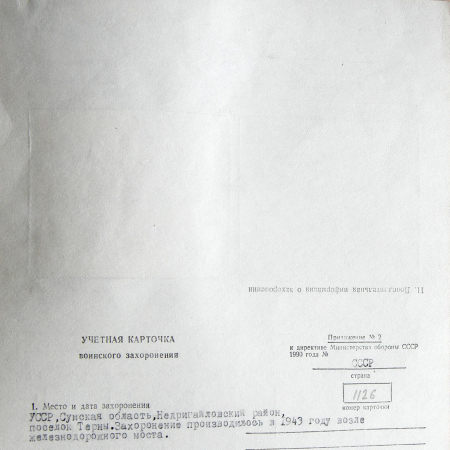 11. Дополнительная информация о захоронении
УЧЕТНАЯ КАРТОЧКА
воинского захоронения
Приложение № 2
к директиве Министерства обороны СССР
1990 года №
СССР
страна
1126
номер карточки
1. Место и дата захоронения
УССР,Сумская область,Недригайловский район,
поселок Терны.Захоронение производилось в 1943 году возле
железнодорожного моста.